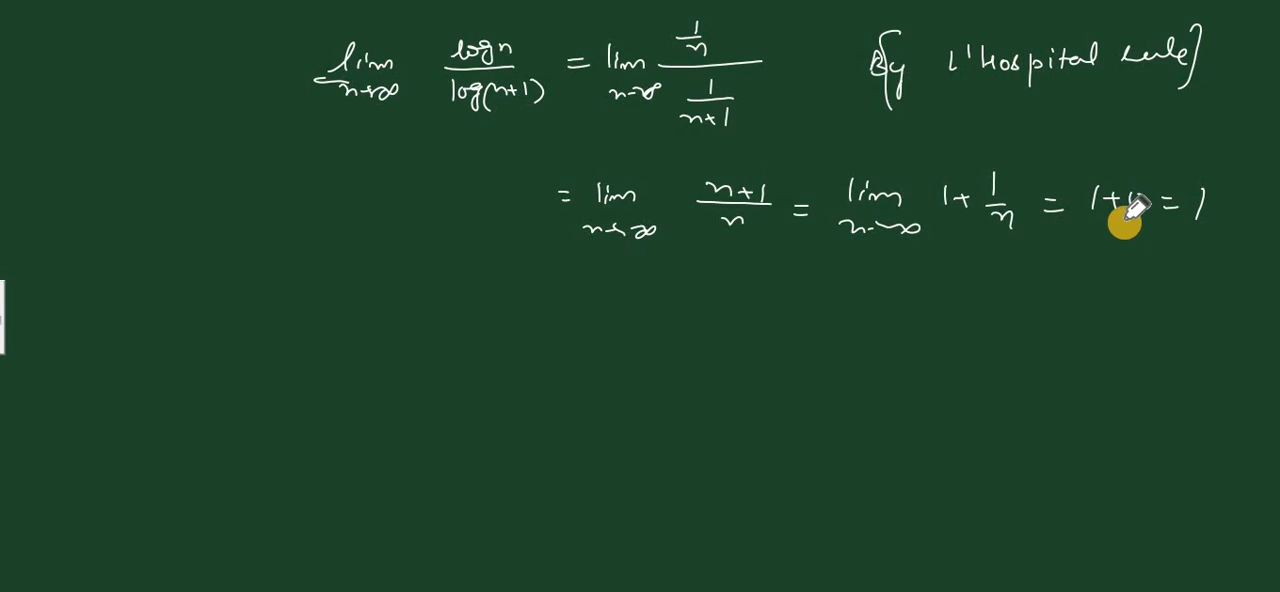 lim n→∞ log n / log(n+1) = lim n→∞ (1/n) / (1/(n+1)) [By L'Hospital rule]
= lim n→∞ (n+1)/n = lim n→∞ 1 + 1/n = 1+0 = 1